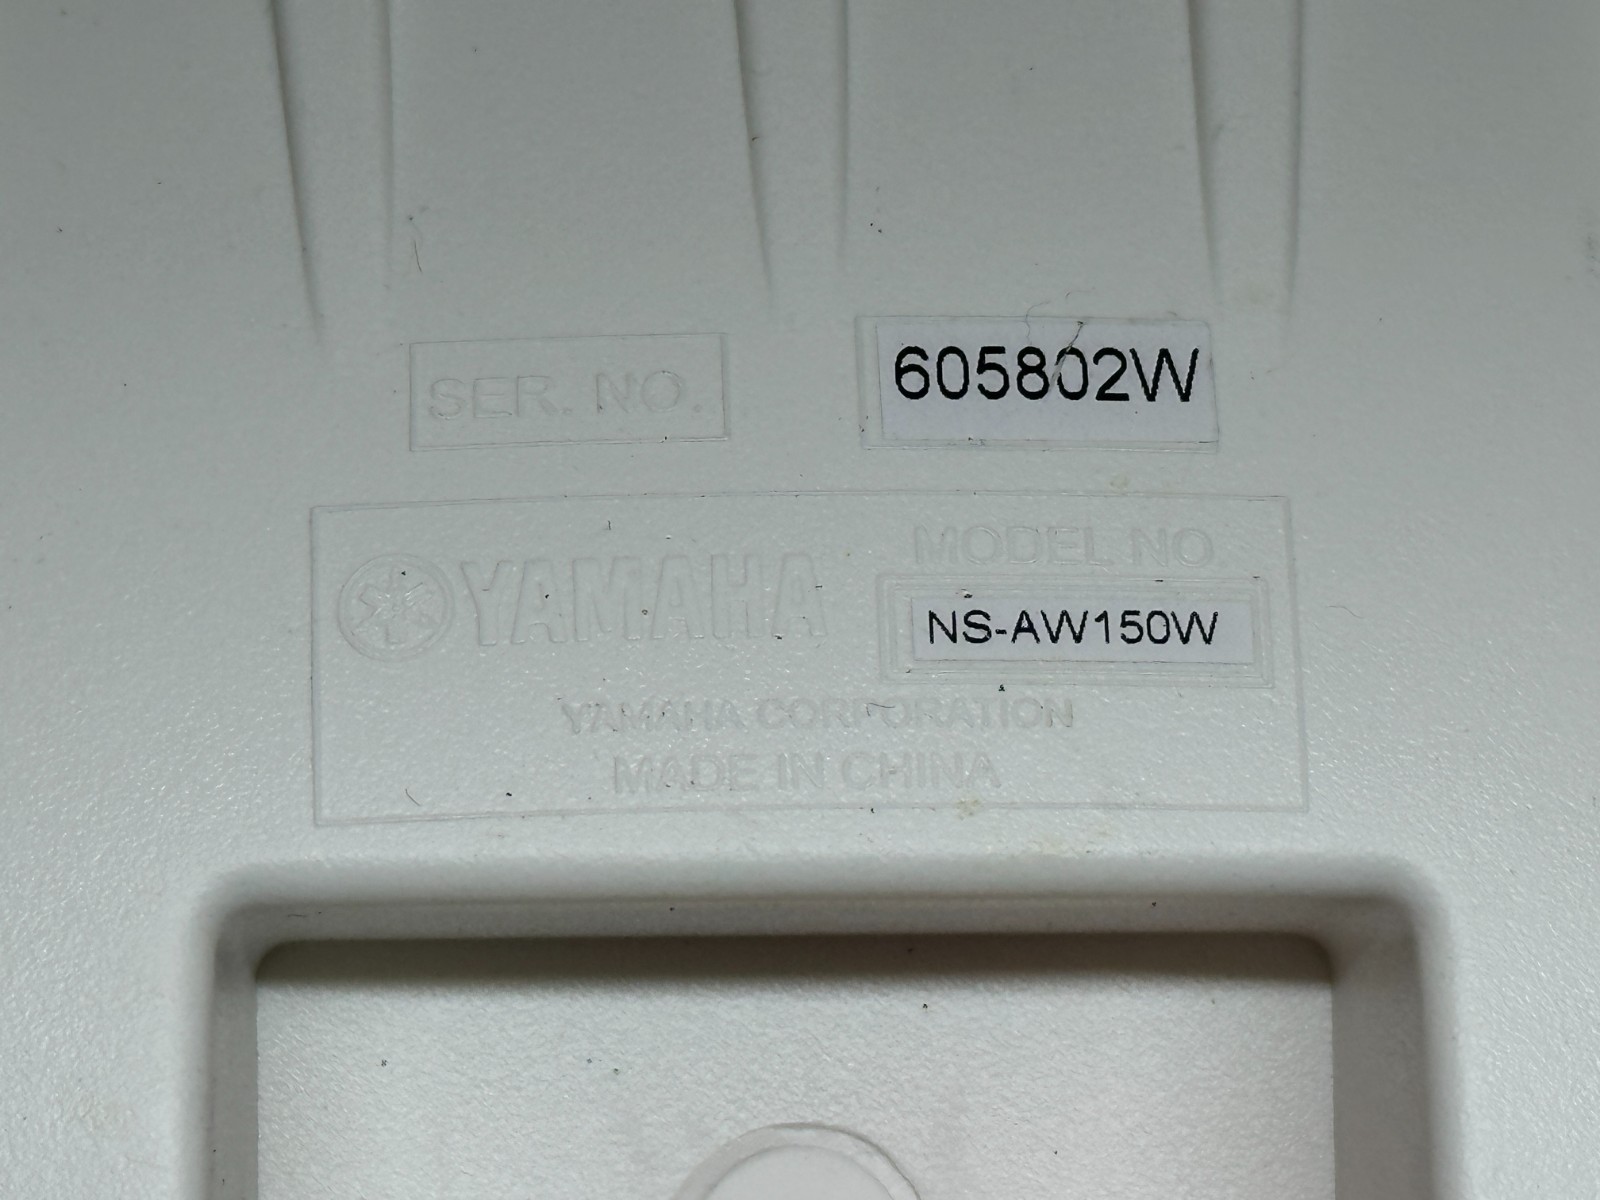 SER. NO.
605802W
YAMAHA
MODEL NO.
NS-AW150W
YAMAHA CORPORATION
MADE IN CHINA